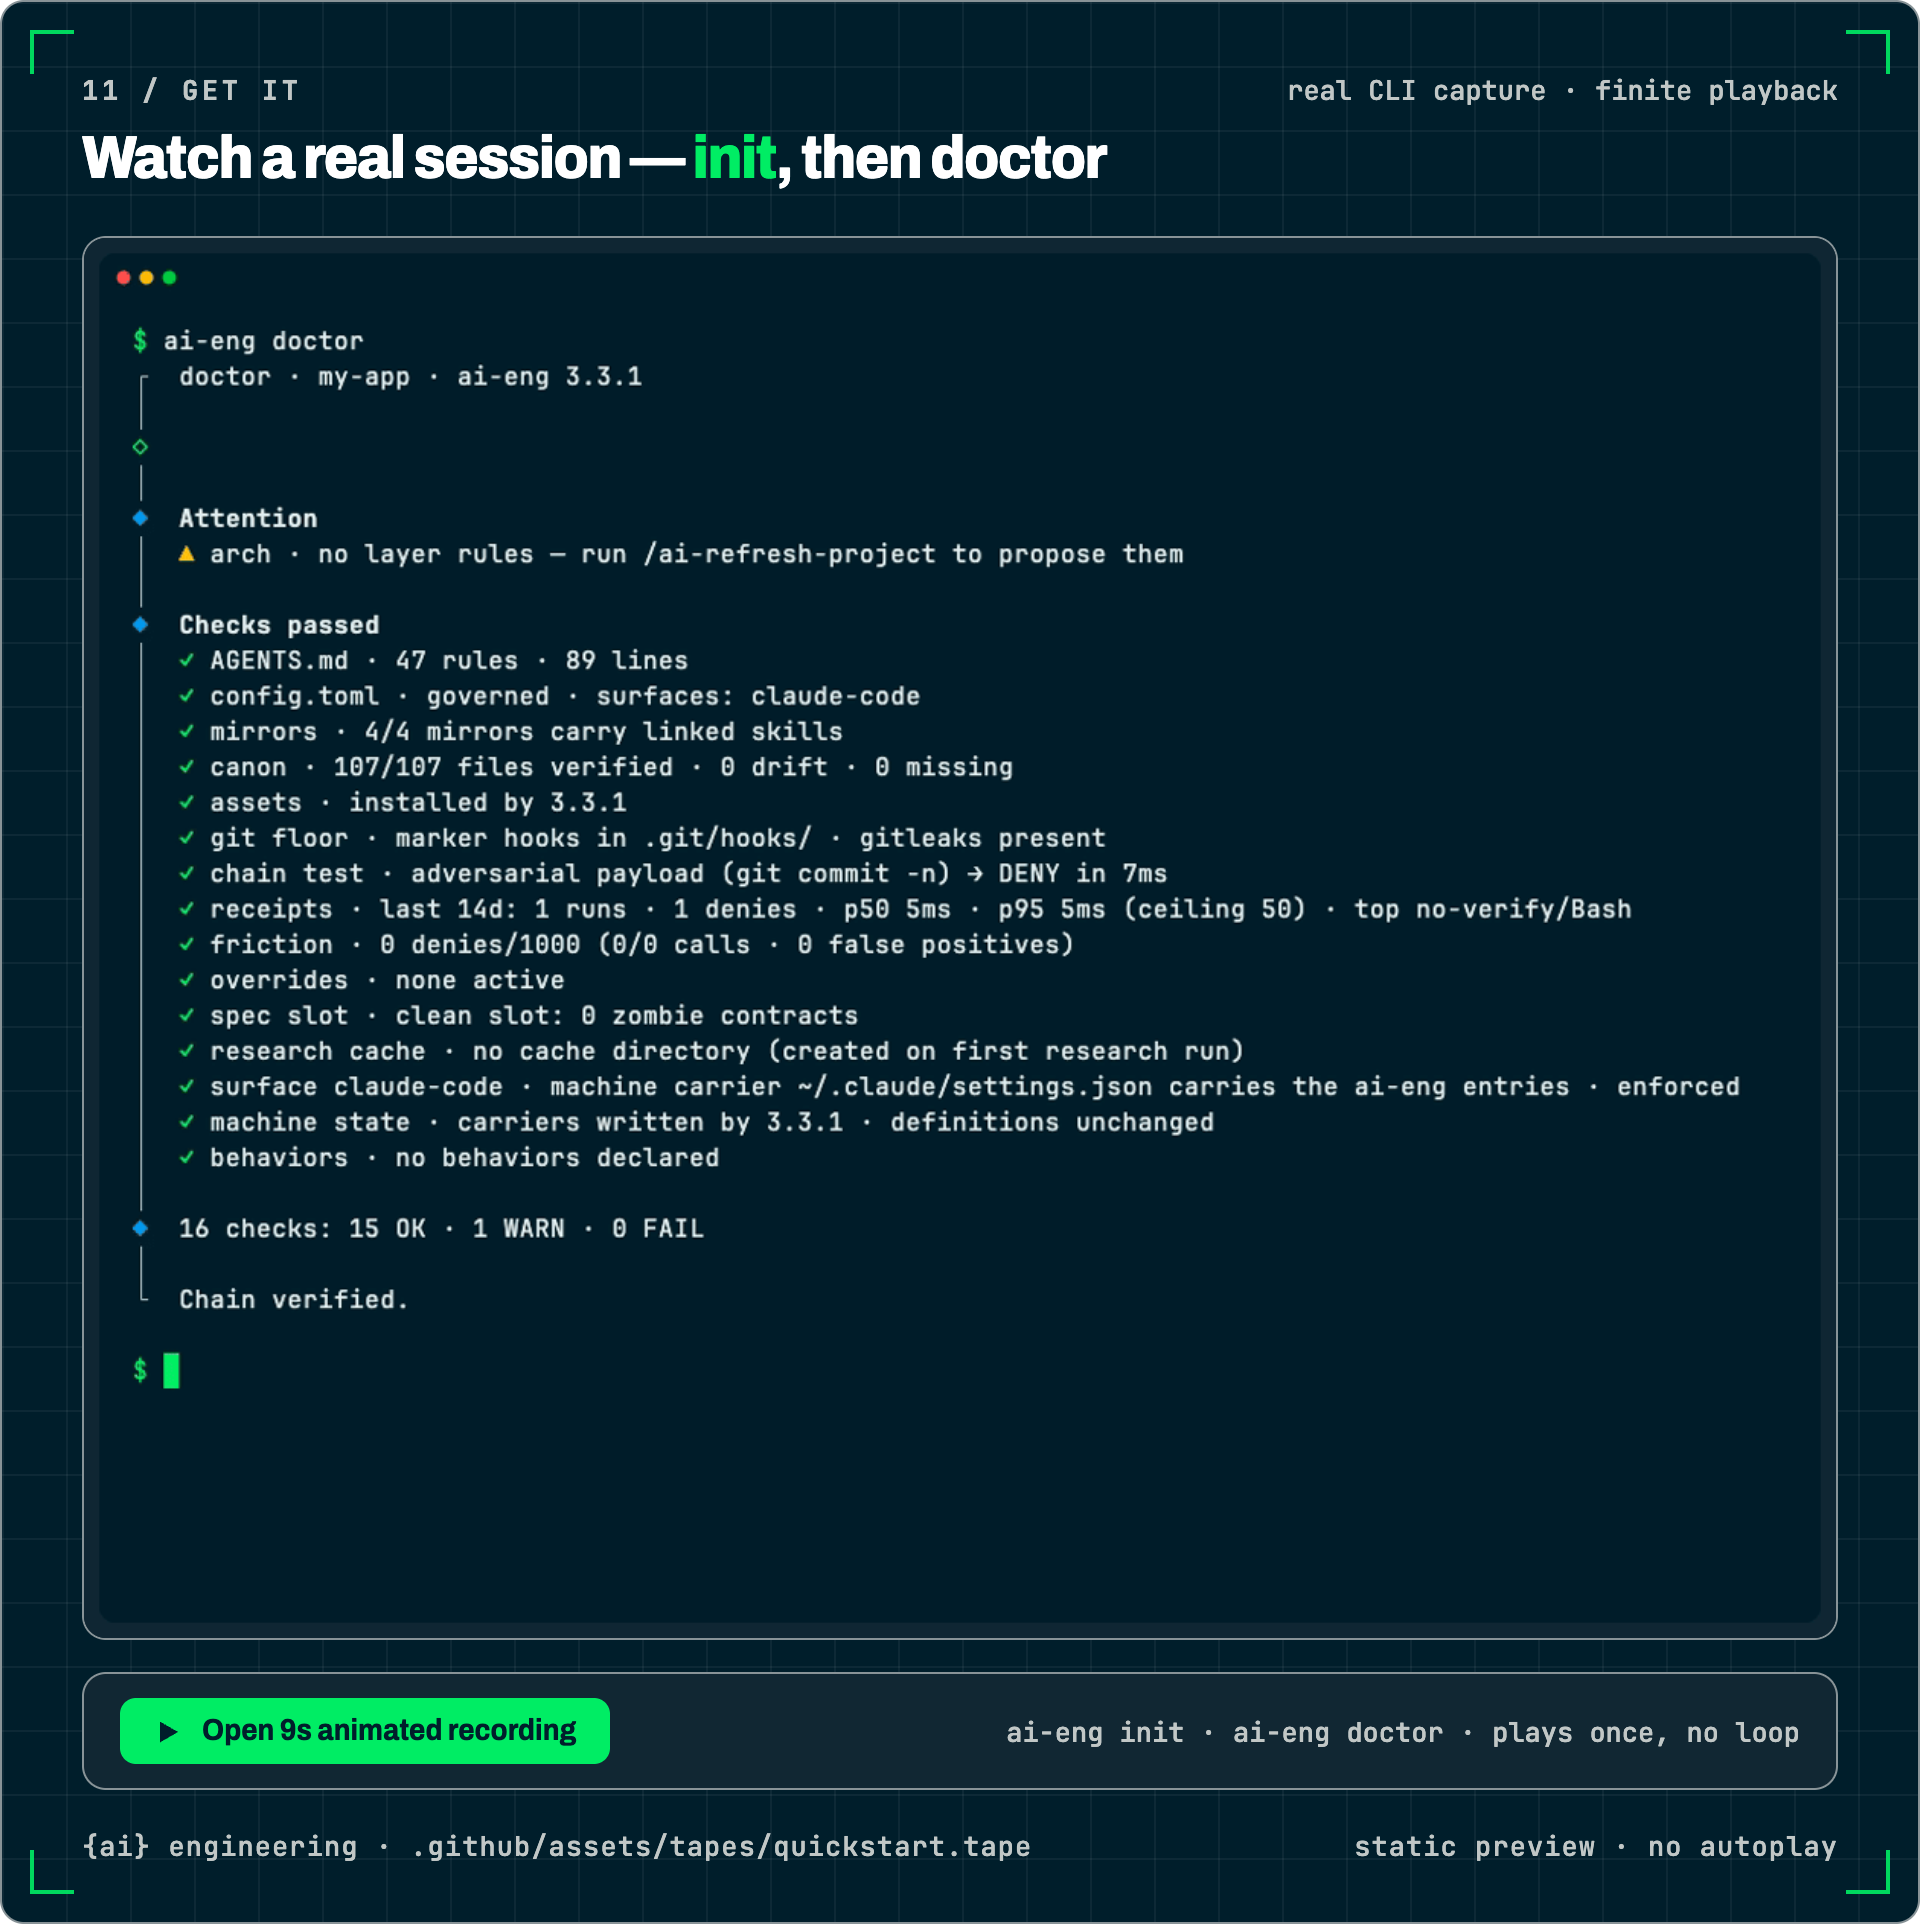 11 / GET IT
real CLI capture · finite playback
Watch a real session — init, then doctor
$ ai-eng doctor
doctor · my-app · ai-eng 3.3.1
Attention
▲ arch · no layer rules — run /ai-refresh-project to propose them
Checks passed
✓ AGENTS.md · 47 rules · 89 lines
✓ config.toml · governed · surfaces: claude-code
✓ mirrors · 4/4 mirrors carry linked skills
✓ canon · 107/107 files verified · 0 drift · 0 missing
✓ assets · installed by 3.3.1
✓ git floor · marker hooks in .git/hooks/ · gitleaks present
✓ chain test · adversarial payload (git commit -n) → DENY in 7ms
✓ receipts · last 14d: 1 runs · 1 denies · p50 5ms · p95 5ms (ceiling 50) · top no-verify/Bash
✓ friction · 0 denies/1000 (0/0 calls · 0 false positives)
✓ overrides · none active
✓ spec slot · clean slot: 0 zombie contracts
✓ research cache · no cache directory (created on first research run)
✓ surface claude-code · machine carrier ~/.claude/settings.json carries the ai-eng entries · enforced
✓ machine state · carriers written by 3.3.1 · definitions unchanged
✓ behaviors · no behaviors declared
16 checks: 15 OK · 1 WARN · 0 FAIL
Chain verified.
$
▶ Open 9s animated recording
ai-eng init · ai-eng doctor · plays once, no loop
{ai} engineering · .github/assets/tapes/quickstart.tape
static preview · no autoplay